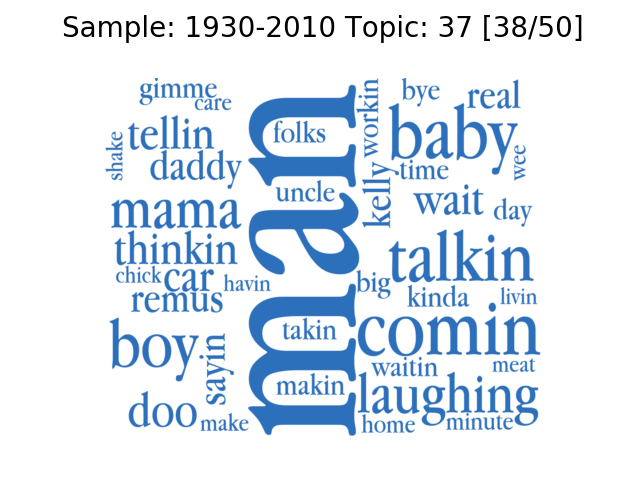 Sample: 1930-2010 Topic: 37 [38/50]
gimme
care
shake
tellin
daddy
mama
thinkin
chick
car
havin
remus
boy
sayin
doo
make
man
folks
uncle
takin
makin
workin
kelly
bye
real
baby
wee
time
wait
day
talkin
big
kinda
livin
comin
waitin
meat
laughing
home
minute